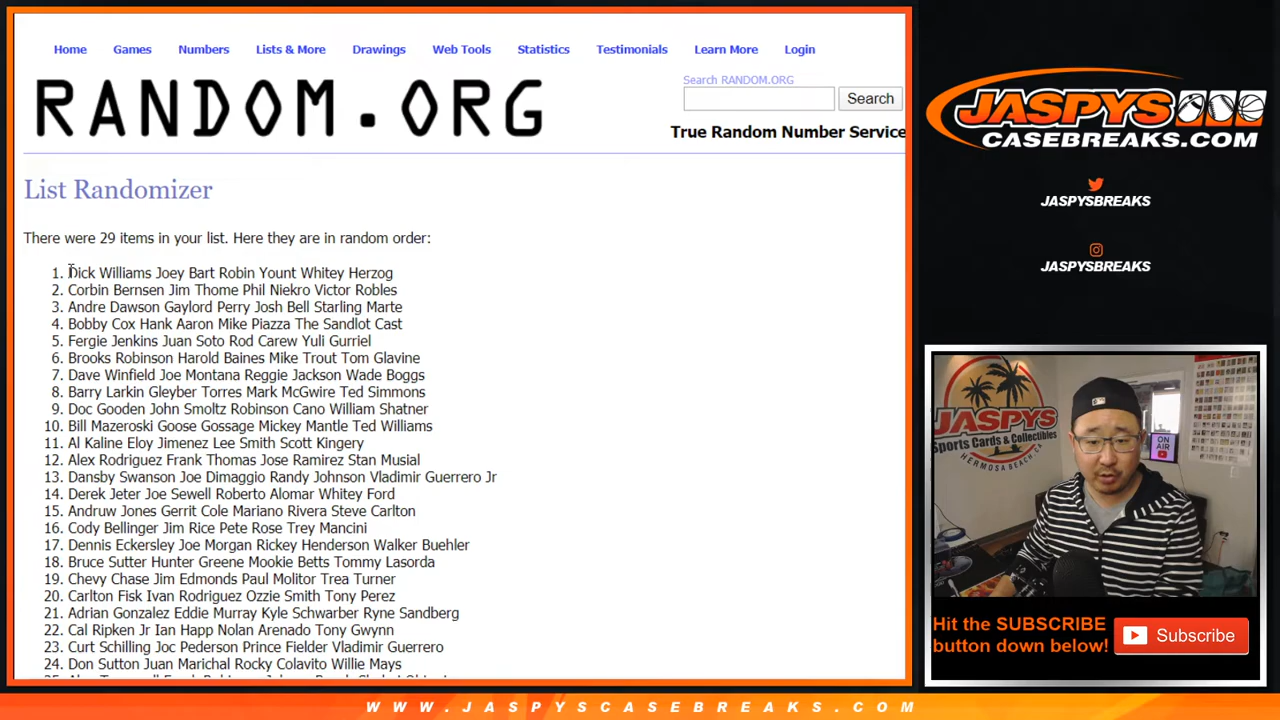 Home Games Numbers Lists & More Drawings Web Tools Statistics Testimonials Learn More Login
RANDOM.ORG
Search RANDOM.ORG
Search
True Random Number Service
List Randomizer
There were 29 items in your list. Here they are in random order:
1. Dick Williams Joey Bart Robin Yount Whitey Herzog
2. Corbin Bernsen Jim Thome Phil Niekro Victor Robles
3. Andre Dawson Gaylord Perry Josh Bell Starling Marte
4. Bobby Cox Hank Aaron Mike Piazza The Sandlot Cast
5. Fergie Jenkins Juan Soto Rod Carew Yuli Gurriel
6. Brooks Robinson Harold Baines Mike Trout Tom Glavine
7. Dave Winfield Joe Montana Reggie Jackson Wade Boggs
8. Barry Larkin Gleyber Torres Mark McGwire Ted Simmons
9. Doc Gooden John Smoltz Robinson Cano William Shatner
10. Bill Mazeroski Goose Gossage Mickey Mantle Ted Williams
11. Al Kaline Eloy Jimenez Lee Smith Scott Kingery
12. Alex Rodriguez Frank Thomas Jose Ramirez Stan Musial
13. Dansby Swanson Joe Dimaggio Randy Johnson Vladimir Guerrero Jr
14. Derek Jeter Joe Sewell Roberto Alomar Whitey Ford
15. Andruw Jones Gerrit Cole Mariano Rivera Steve Carlton
16. Cody Bellinger Jim Rice Pete Rose Trey Mancini
17. Dennis Eckersley Joe Morgan Rickey Henderson Walker Buehler
18. Bruce Sutter Hunter Greene Mookie Betts Tommy Lasorda
19. Chevy Chase Jim Edmonds Paul Molitor Trea Turner
20. Carlton Fisk Ivan Rodriguez Ozzie Smith Tony Perez
21. Adrian Gonzalez Eddie Murray Kyle Schwarber Ryne Sandberg
22. Cal Ripken Jr Ian Happ Nolan Arenado Tony Gwynn
23. Curt Schilling Joc Pederson Prince Fielder Vladimir Guerrero
24. Don Sutton Juan Marichal Rocky Colavito Willie Mays
JASPYS
CASEBREAKS.COM
JASPYSBREAKS
JASPYSBREAKS
JASPYS
Sports Cards & Collectibles
HERMOSA BEACH, CA
ON AIR
Hit the SUBSCRIBE
button down below!
Subscribe
WWW.JASPYSCASEBREAKS.COM